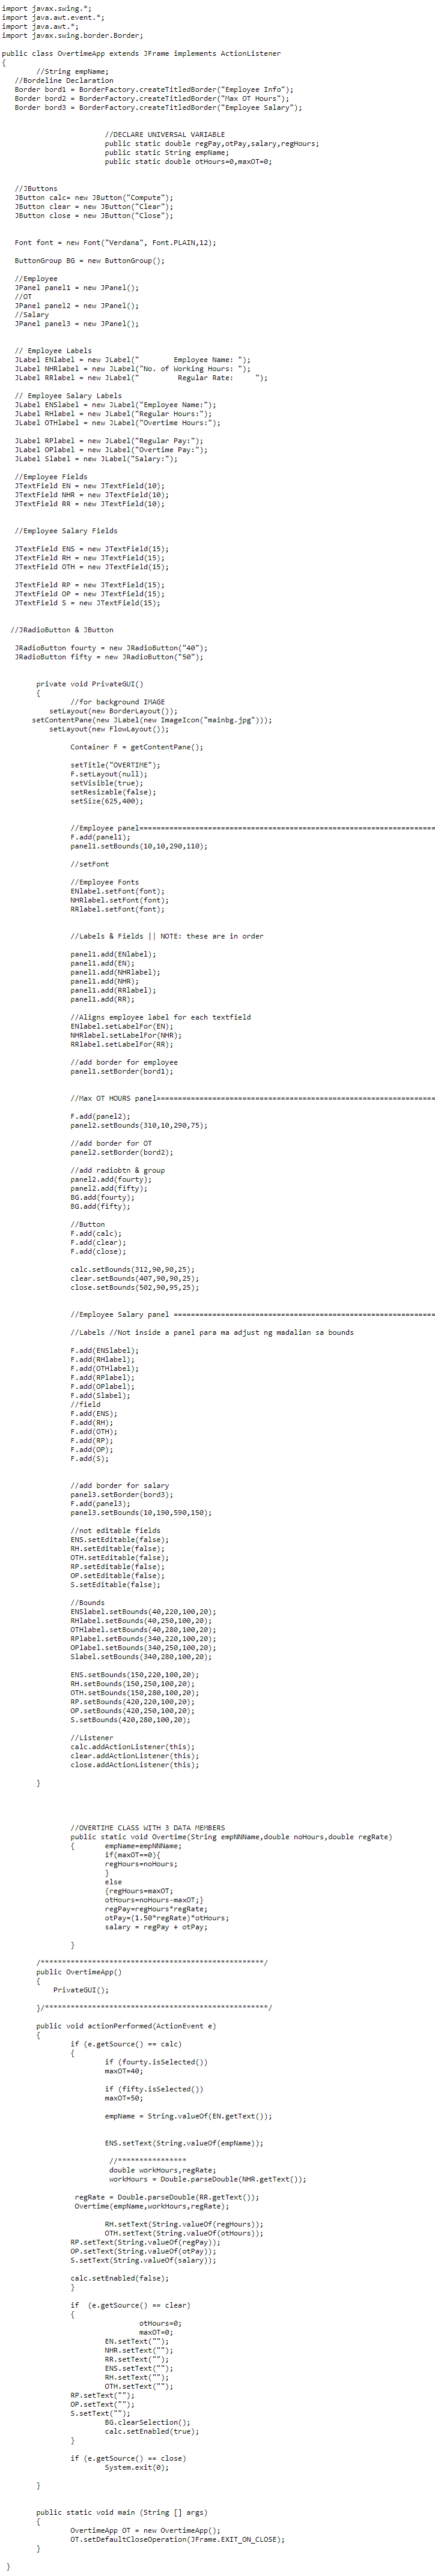 import javax.swing.*;
import java.awt.event.*;
import java.awt.*;
import javax.swing.border.Border;
public class OvertimeApp extends JFrame implements ActionListener
{
//String empName;
//Bordeline Declaration
Border bord1 = BorderFactory.createTitledBorder("Employee Info");
Border bord2 = BorderFactory.createTitledBorder("Max OT Hours");
Border bord3 = BorderFactory.createTitledBorder("Employee Salary");
//DECLARE UNIVERSAL VARIABLE
public static double regPay,otPay,salary,regHours;
public static String empName;
public static double otHours=0,maxOT=0;
//JButtons
JButton calc= new JButton("Compute");
JButton clear = new JButton("Clear");
JButton close = new JButton("Close");
Font font = new Font("Verdana", Font.PLAIN,12);
ButtonGroup BG = new ButtonGroup();
//Employee
JPanel panel1 = new JPanel();
//OT
JPanel panel2 = new JPanel();
//Salary
JPanel panel3 = new JPanel();
// Employee Labels
JLabel ENlabel = new JLabel("        Employee Name: ");
JLabel NHRlabel = new JLabel("No. of Working Hours: ");
JLabel RRlabel = new JLabel("         Regular Rate:     ");
// Employee Salary Labels
JLabel ENSlabel = new JLabel("Employee Name:");
JLabel RHlabel = new JLabel("Regular Hours:");
JLabel OTHlabel = new JLabel("Overtime Hours:");
JLabel RPlabel = new JLabel("Regular Pay:");
JLabel OPlabel = new JLabel("Overtime Pay:");
JLabel Slabel = new JLabel("Salary:");
//Employee Fields
JTextField EN = new JTextField(10);
JTextField NHR = new JTextField(10);
JTextField RR = new JTextField(10);
//Employee Salary Fields
JTextField ENS = new JTextField(15);
JTextField RH = new JTextField(15);
JTextField OTH = new JTextField(15);
JTextField RP = new JTextField(15);
JTextField OP = new JTextField(15);
JTextField S = new JTextField(15);
//JRadioButton & JButton
JRadioButton fourty = new JRadioButton("40");
JRadioButton fifty = new JRadioButton("50");
private void PrivateGUI()
{
//for background IMAGE
setLayout(new BorderLayout());
setContentPane(new JLabel(new ImageIcon("mainbg.jpg")));
setLayout(new FlowLayout());
Container F = getContentPane();
setTitle("OVERTIME");
F.setLayout(null);
setVisible(true);
setResizable(false);
setSize(625,400);
//Employee panel=====================================================================
F.add(panel1);
panel1.setBounds(10,10,290,110);
//setFont
//Employee Fonts
ENlabel.setFont(font);
NHRlabel.setFont(font);
RRlabel.setFont(font);
//Labels & Fields || NOTE: these are in order
panel1.add(ENlabel);
panel1.add(EN);
panel1.add(NHRlabel);
panel1.add(NHR);
panel1.add(RRlabel);
panel1.add(RR);
//Aligns employee label for each textfield
ENlabel.setLabelFor(EN);
NHRlabel.setLabelFor(NHR);
RRlabel.setLabelFor(RR);
//add border for employee
panel1.setBorder(bord1);
//Max OT HOURS panel=================================================================
F.add(panel2);
panel2.setBounds(310,10,290,75);
//add border for OT
panel2.setBorder(bord2);
//add radiobtn & group
panel2.add(fourty);
panel2.add(fifty);
BG.add(fourty);
BG.add(fifty);
//Button
F.add(calc);
F.add(clear);
F.add(close);
calc.setBounds(312,90,90,25);
clear.setBounds(407,90,90,25);
close.setBounds(502,90,95,25);
//Employee Salary panel =============================================================
//Labels //Not inside a panel para ma adjust ng madalian sa bounds
F.add(ENSlabel);
F.add(RHlabel);
F.add(OTHlabel);
F.add(RPlabel);
F.add(OPlabel);
F.add(Slabel);
//field
F.add(ENS);
F.add(RH);
F.add(OTH);
F.add(RP);
F.add(OP);
F.add(S);
//add border for salary
panel3.setBorder(bord3);
F.add(panel3);
panel3.setBounds(10,190,590,150);
//not editable fields
ENS.setEditable(false);
RH.setEditable(false);
OTH.setEditable(false);
RP.setEditable(false);
OP.setEditable(false);
S.setEditable(false);
//Bounds
ENSlabel.setBounds(40,220,100,20);
RHlabel.setBounds(40,250,100,20);
OTHlabel.setBounds(40,280,100,20);
RPlabel.setBounds(340,220,100,20);
OPlabel.setBounds(340,250,100,20);
Slabel.setBounds(340,280,100,20);
ENS.setBounds(150,220,100,20);
RH.setBounds(150,250,100,20);
OTH.setBounds(150,280,100,20);
RP.setBounds(420,220,100,20);
OP.setBounds(420,250,100,20);
S.setBounds(420,280,100,20);
//Listener
calc.addActionListener(this);
clear.addActionListener(this);
close.addActionListener(this);
}
//OVERTIME CLASS WITH 3 DATA MEMBERS
public static void Overtime(String empNNName,double noHours,double regRate)
{       empName=empNNName;
if(maxOT==0){
regHours=noHours;
}
else
{regHours=maxOT;
otHours=noHours-maxOT;}
regPay=regHours*regRate;
otPay=(1.50*regRate)*otHours;
salary = regPay + otPay;
}
/****************************************************/
public OvertimeApp()
{
PrivateGUI();
}/****************************************************/
public void actionPerformed(ActionEvent e)
{
if (e.getSource() == calc)
{
if (fourty.isSelected())
maxOT=40;
if (fifty.isSelected())
maxOT=50;
empName = String.valueOf(EN.getText());
ENS.setText(String.valueOf(empName));
//****************
double workHours,regRate;
workHours = Double.parseDouble(NHR.getText());
regRate = Double.parseDouble(RR.getText());
Overtime(empName,workHours,regRate);
RH.setText(String.valueOf(regHours));
OTH.setText(String.valueOf(otHours));
RP.setText(String.valueOf(regPay));
OP.setText(String.valueOf(otPay));
S.setText(String.valueOf(salary));
calc.setEnabled(false);
}
if  (e.getSource() == clear)
{
otHours=0;
maxOT=0;
EN.setText("");
NHR.setText("");
RR.setText("");
ENS.setText("");
RH.setText("");
OTH.setText("");
RP.setText("");
OP.setText("");
S.setText("");
BG.clearSelection();
calc.setEnabled(true);
}
if (e.getSource() == close)
System.exit(0);
}
public static void main (String [] args)
{
OvertimeApp OT = new OvertimeApp();
OT.setDefaultCloseOperation(JFrame.EXIT_ON_CLOSE);
}
}